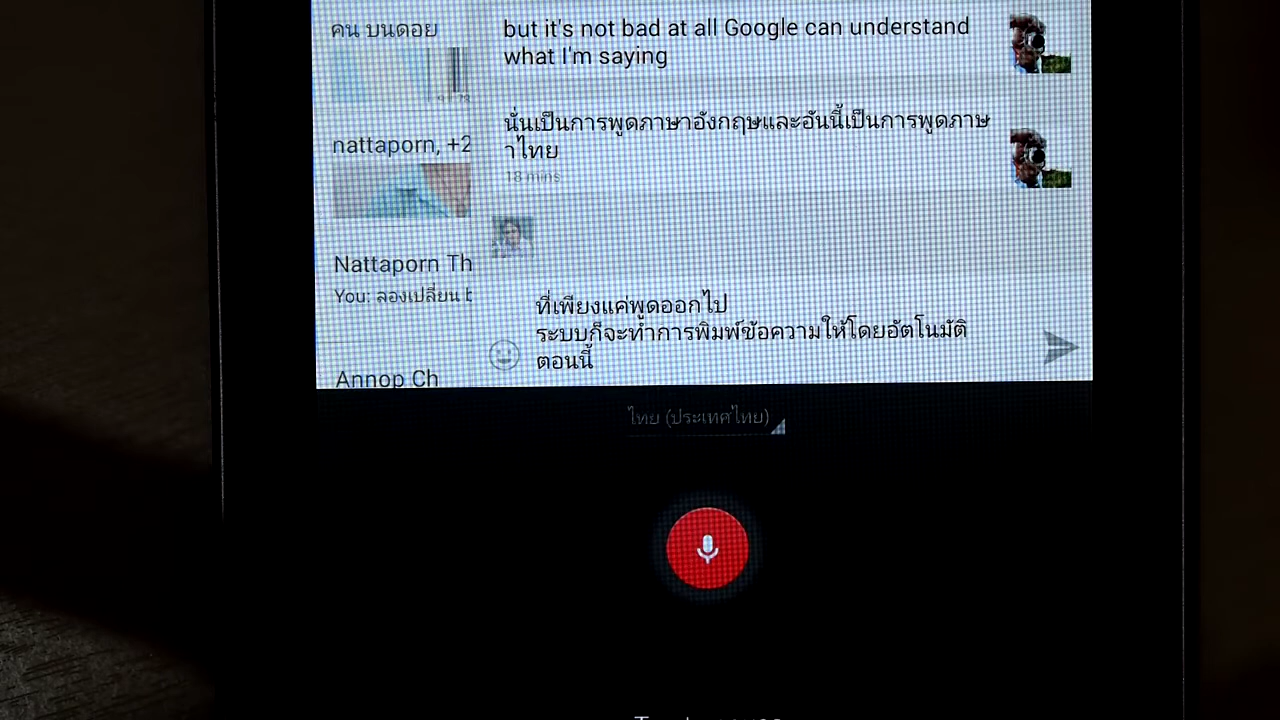 คน บนดอย
nattaporn, +2
Nattaporn Th
You: ลองเปลี่ยน
Annop Ch
but it's not bad at all Google can understand
what I'm saying
นั่นเป็นการพูดภาษาอังกฤษและอันนี้เป็นการพูดภาษ
าไทย
18 mins
ที่เพียงแค่พูดออกไป
ระบบก็จะทำการพิมพ์ข้อความให้โดยอัตโนมัติ
ตอนนี้
ไทย (ประเทศไทย)